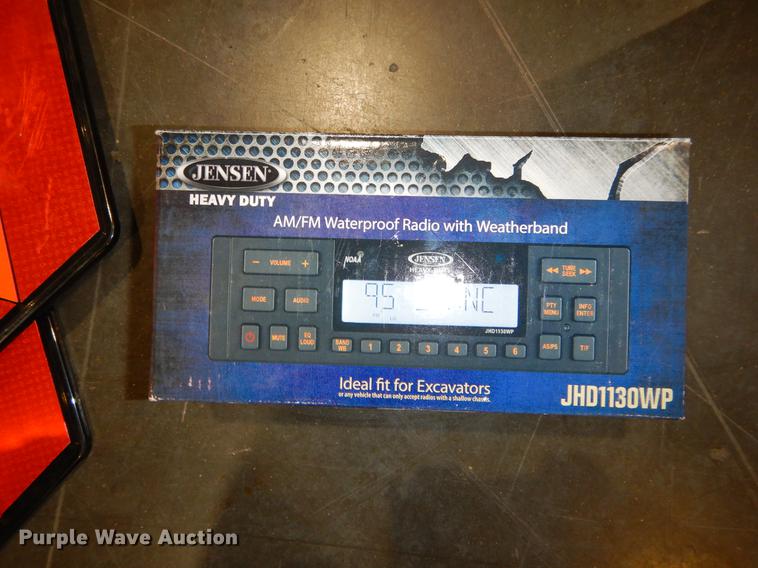 JENSEN®
HEAVY DUTY
AM/FM Waterproof Radio with Weatherband
− VOLUME +
NOAA
JENSEN
HEAVY DUTY
TUNE
SEEK
MODE
AUDIO
95 NC
PTY
MENU
INFO
ENTER
JHD1130WP
MUTE
EQ
LOUD
BAND
WB
1 2 3 4 5 6
AS/PS
T/F
Ideal fit for Excavators
or any vehicle that can only accept radios with a shallow chassis.
JHD1130WP
Purple Wave Auction